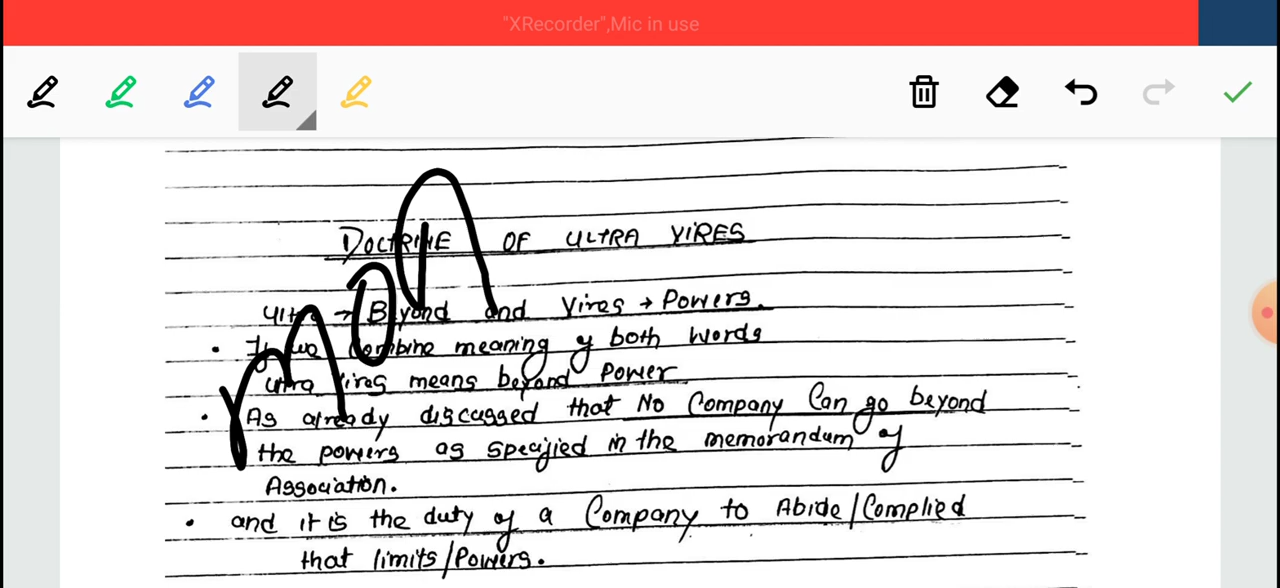 "XRecorder",Mic in use
DOCTRINE OF ULTRA VIRES
Ultra → Beyond and Vires → Powers.
• If we Combine meaning of both Words
Ultra Vires means beyond Power
• As already discussed that No Company Can go beyond
the powers as specified in the memorandum of
Association.
• and it is the duty of a Company to Abide/Complied
that limits/Powers.
MOA